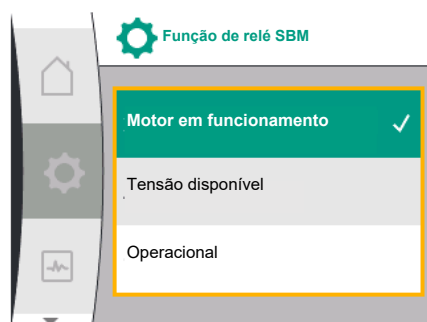 Função de relé SBM
Motor em funcionamento
Tensão disponível
Operacional